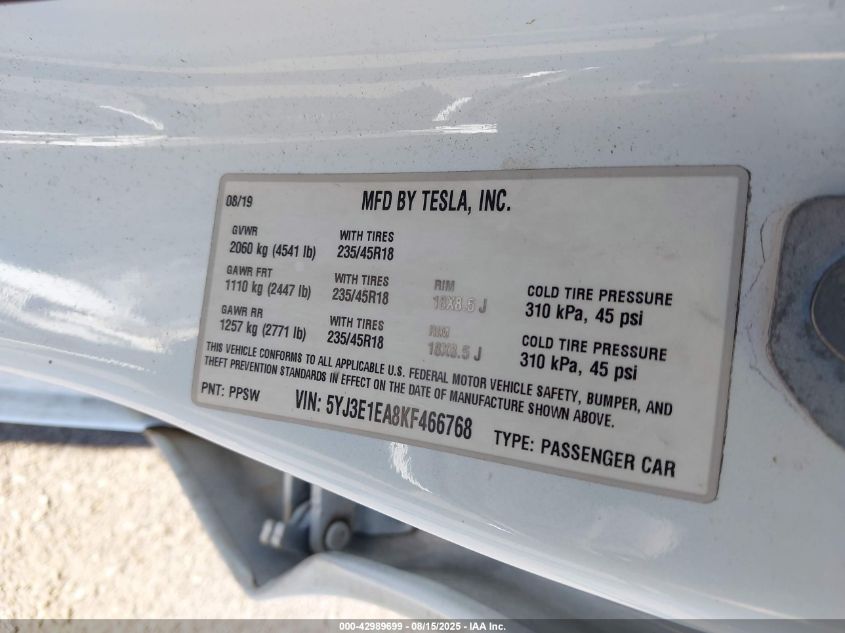 08/19
MFD BY TESLA, INC.
GVWR
2060 kg (4541 lb)
WITH TIRES
235/45R18
GAWR FRT
1110 kg (2447 lb)
WITH TIRES
235/45R18
RIM
18X8.5 J
COLD TIRE PRESSURE
310 kPa, 45 psi
GAWR RR
1257 kg (2771 lb)
WITH TIRES
235/45R18
RIM
18X8.5 J
COLD TIRE PRESSURE
310 kPa, 45 psi
THIS VEHICLE CONFORMS TO ALL APPLICABLE U.S. FEDERAL MOTOR VEHICLE SAFETY, BUMPER, AND
THEFT PREVENTION STANDARDS IN EFFECT ON THE DATE OF MANUFACTURE SHOWN ABOVE.
PNT: PPSW
VIN: 5YJ3E1EA8KF466768
TYPE: PASSENGER CAR
000-42989699 - 08/15/2025 - IAA Inc.